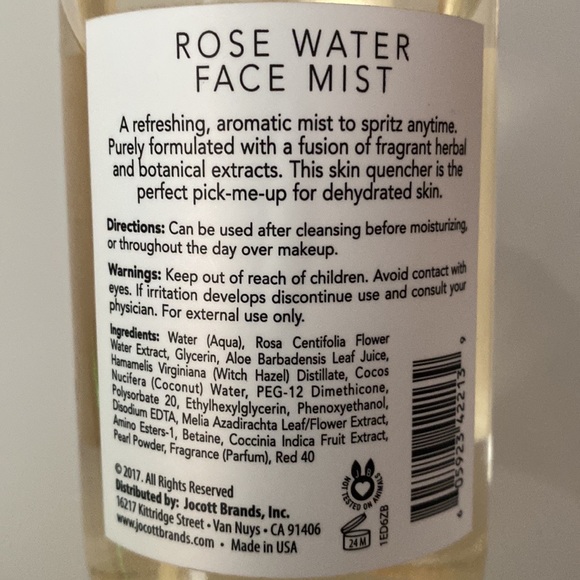 ROSE WATER
FACE MIST
A refreshing, aromatic mist to spritz anytime.
Purely formulated with a fusion of fragrant herbal
and botanical extracts. This skin quencher is the
perfect pick-me-up for dehydrated skin.
Directions: Can be used after cleansing before moisturizing,
or throughout the day over makeup.
Warnings: Keep out of reach of children. Avoid contact with
eyes. If irritation develops discontinue use and consult your
physician. For external use only.
Ingredients: Water (Aqua), Rosa Centifolia Flower
Water Extract, Glycerin, Aloe Barbadensis Leaf Juice,
Hamamelis Virginiana (Witch Hazel) Distillate, Cocos
Nucifera (Coconut) Water, PEG-12 Dimethicone,
Polysorbate 20, Ethylhexylglycerin, Phenoxyethanol,
Disodium EDTA, Melia Azadirachta Leaf/Flower Extract,
Amino Esters-1, Betaine, Coccinia Indica Fruit Extract,
Pearl Powder, Fragrance (Parfum), Red 40
©2017. All Rights Reserved
Distributed by: Jocott Brands, Inc.
16217 Kittridge Street • Van Nuys • CA 91406
www.jocottbrands.com • Made in USA
NOT TESTED ON ANIMALS
24 M
1ED6ZB
6 05923 42213 9